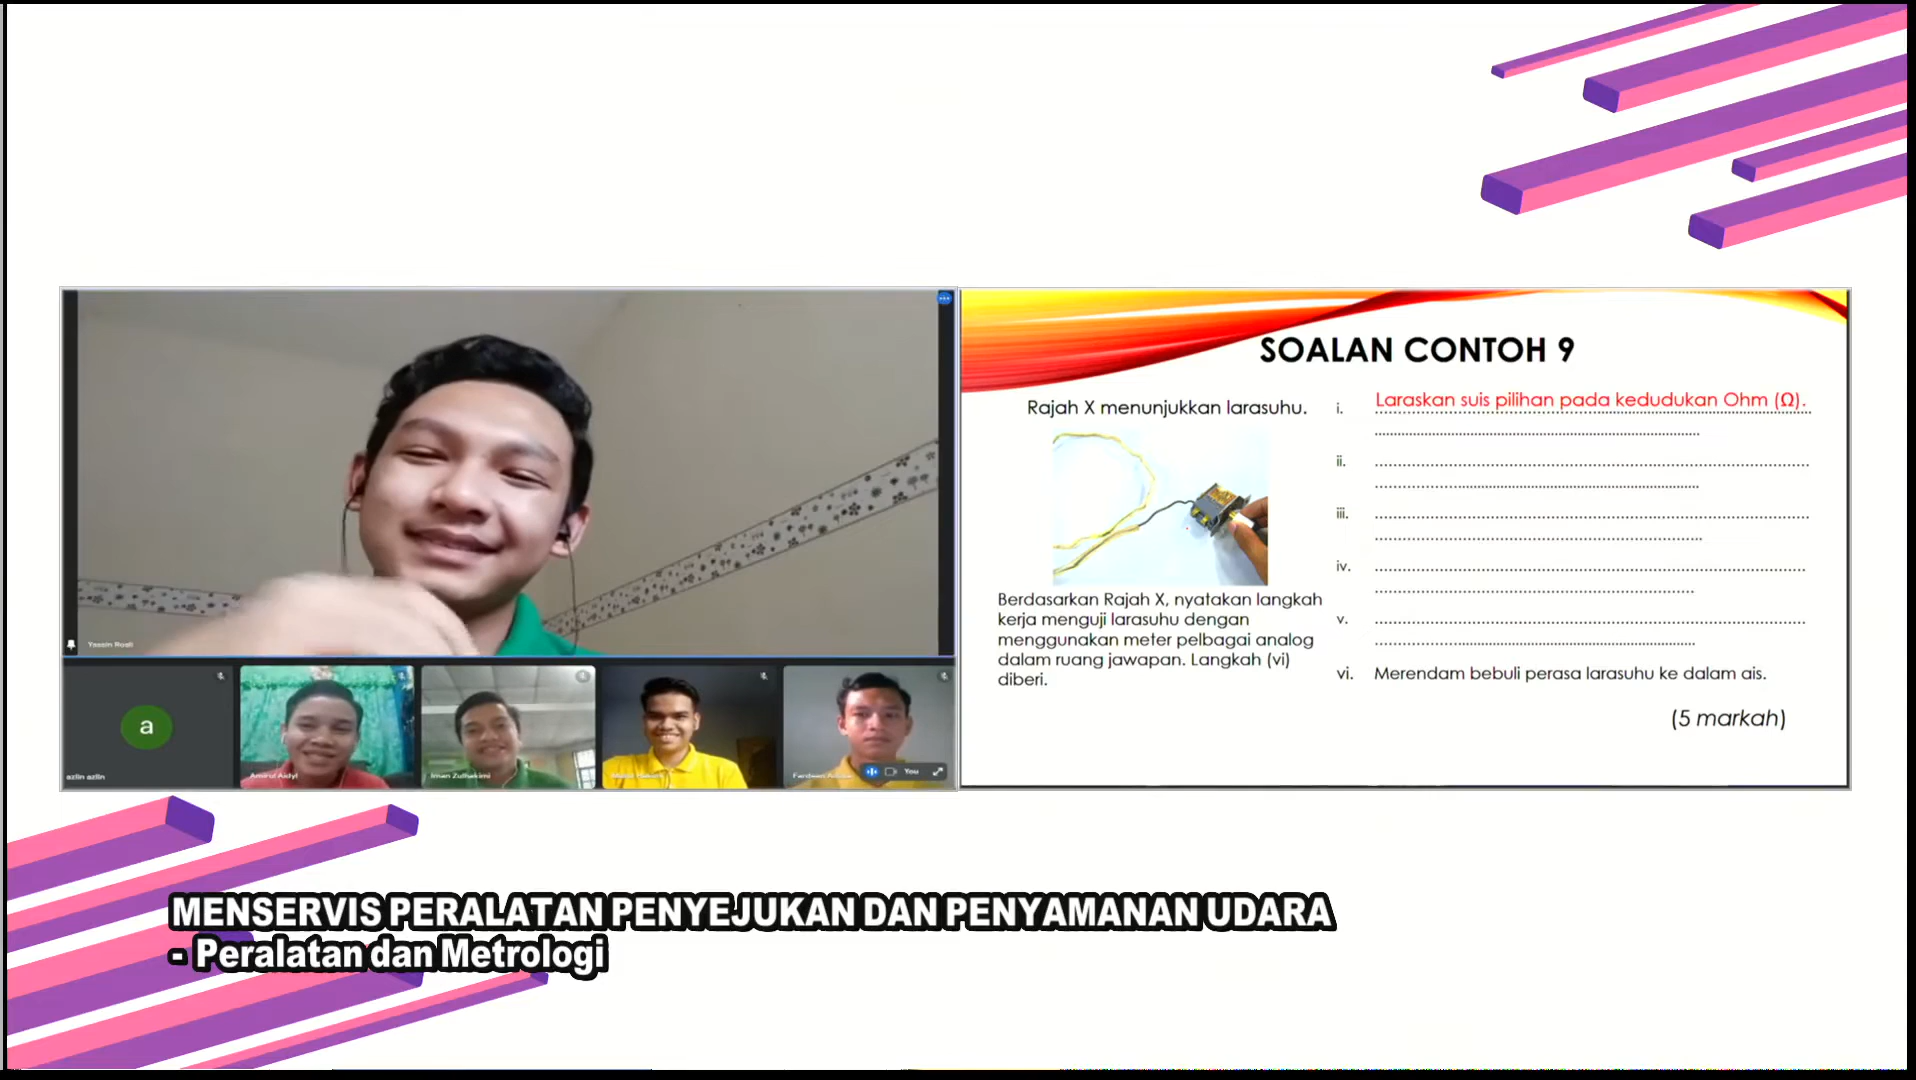 Yassin Rosli
a
azlin azlin
Amirul Aidyl
Iman Zulhakimi
Hakim
Ferdaan
You
SOALAN CONTOH 9
Rajah X menunjukkan larasuhu.
Berdasarkan Rajah X, nyatakan langkah
kerja menguji larasuhu dengan
menggunakan meter pelbagai analog
dalam ruang jawapan. Langkah (vi)
diberi.
i. Laraskan suis pilihan pada kedudukan Ohm (Ω).
ii.
iii.
iv.
v.
vi. Merendam bebuli perasa larasuhu ke dalam ais.
(5 markah)
MENSERVIS PERALATAN PENYEJUKAN DAN PENYAMANAN UDARA
- Peralatan dan Metrologi